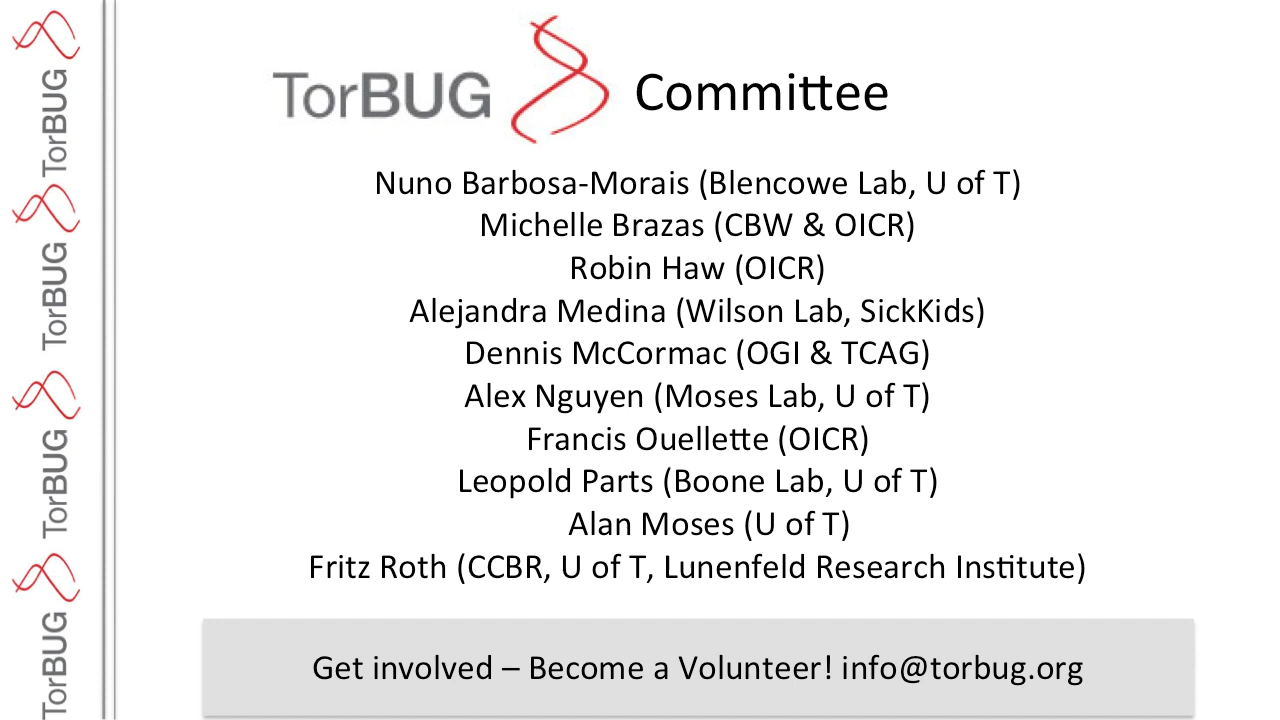 TorBUG Committee
Nuno Barbosa-Morais (Blencowe Lab, U of T)
Michelle Brazas (CBW & OICR)
Robin Haw (OICR)
Alejandra Medina (Wilson Lab, SickKids)
Dennis McCormac (OGI & TCAG)
Alex Nguyen (Moses Lab, U of T)
Francis Ouellette (OICR)
Leopold Parts (Boone Lab, U of T)
Alan Moses (U of T)
Fritz Roth (CCBR, U of T, Lunenfeld Research Institute)
Get involved – Become a Volunteer! info@torbug.org
TorBUG
TorBUG
TorBUG
TorBUG